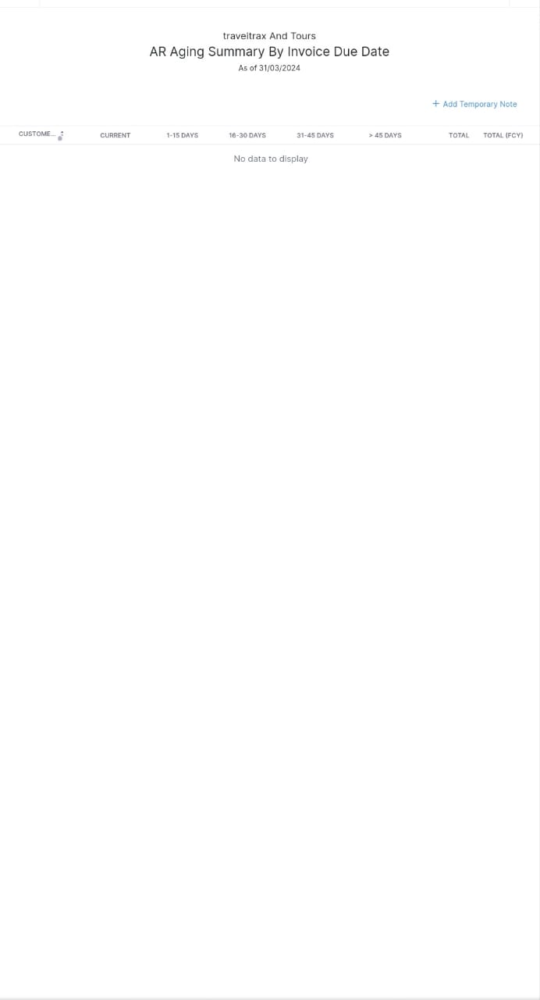 traveltrax And Tours
AR Aging Summary By Invoice Due Date
As of 31/03/2024
+ Add Temporary Note
CUSTOME... CURRENT 1-15 DAYS 16-30 DAYS 31-45 DAYS > 45 DAYS TOTAL TOTAL (FCY)
No data to display